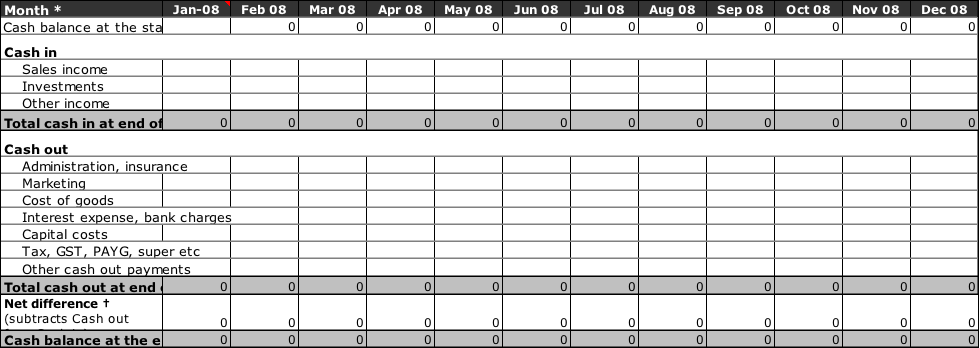 Month * Jan-08 Feb 08 Mar 08 Apr 08 May 08 Jun 08 Jul 08 Aug 08 Sep 08 Oct 08 Nov 08 Dec 08
Cash balance at the sta 0 0 0 0 0 0 0 0 0 0 0
Cash in
Sales income
Investments
Other income
Total cash in at end of 0 0 0 0 0 0 0 0 0 0 0 0
Cash out
Administration, insurance
Marketing
Cost of goods
Interest expense, bank charges
Capital costs
Tax, GST, PAYG, super etc
Other cash out payments
Total cash out at end 0 0 0 0 0 0 0 0 0 0 0 0
Net difference †
(subtracts Cash out 0 0 0 0 0 0 0 0 0 0 0 0
Cash balance at the e 0 0 0 0 0 0 0 0 0 0 0 0